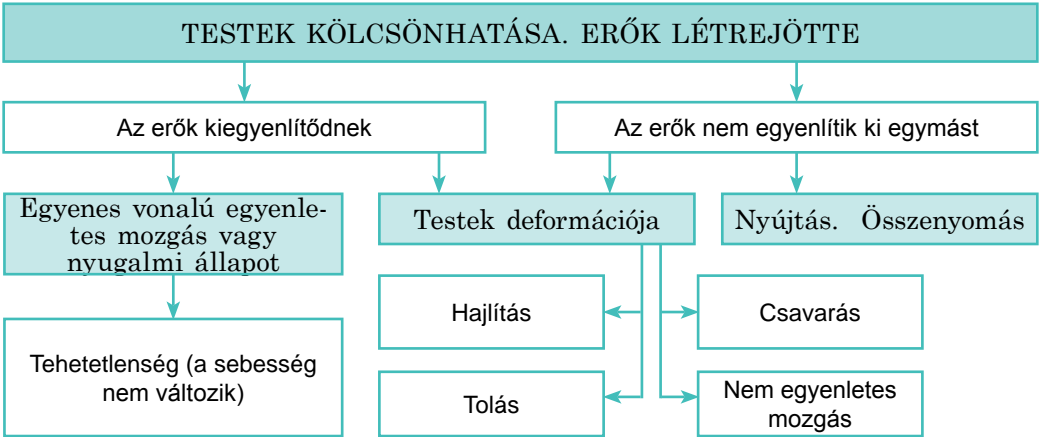 TESTEK KÖLCSÖNHATÁSA. ERŐK LÉTREJÖTTE
Az erők kiegyenlítődnek
Az erők nem egyenlítik ki egymást
Egyenes vonalú egyenle-
tes mozgás vagy
nyugalmi állapot
Testek deformációja
Nyújtás. Összenyomás
Hajlítás
Csavarás
Tehetetlenség (a sebesség
nem változik)
Tolás
Nem egyenletes
mozgás